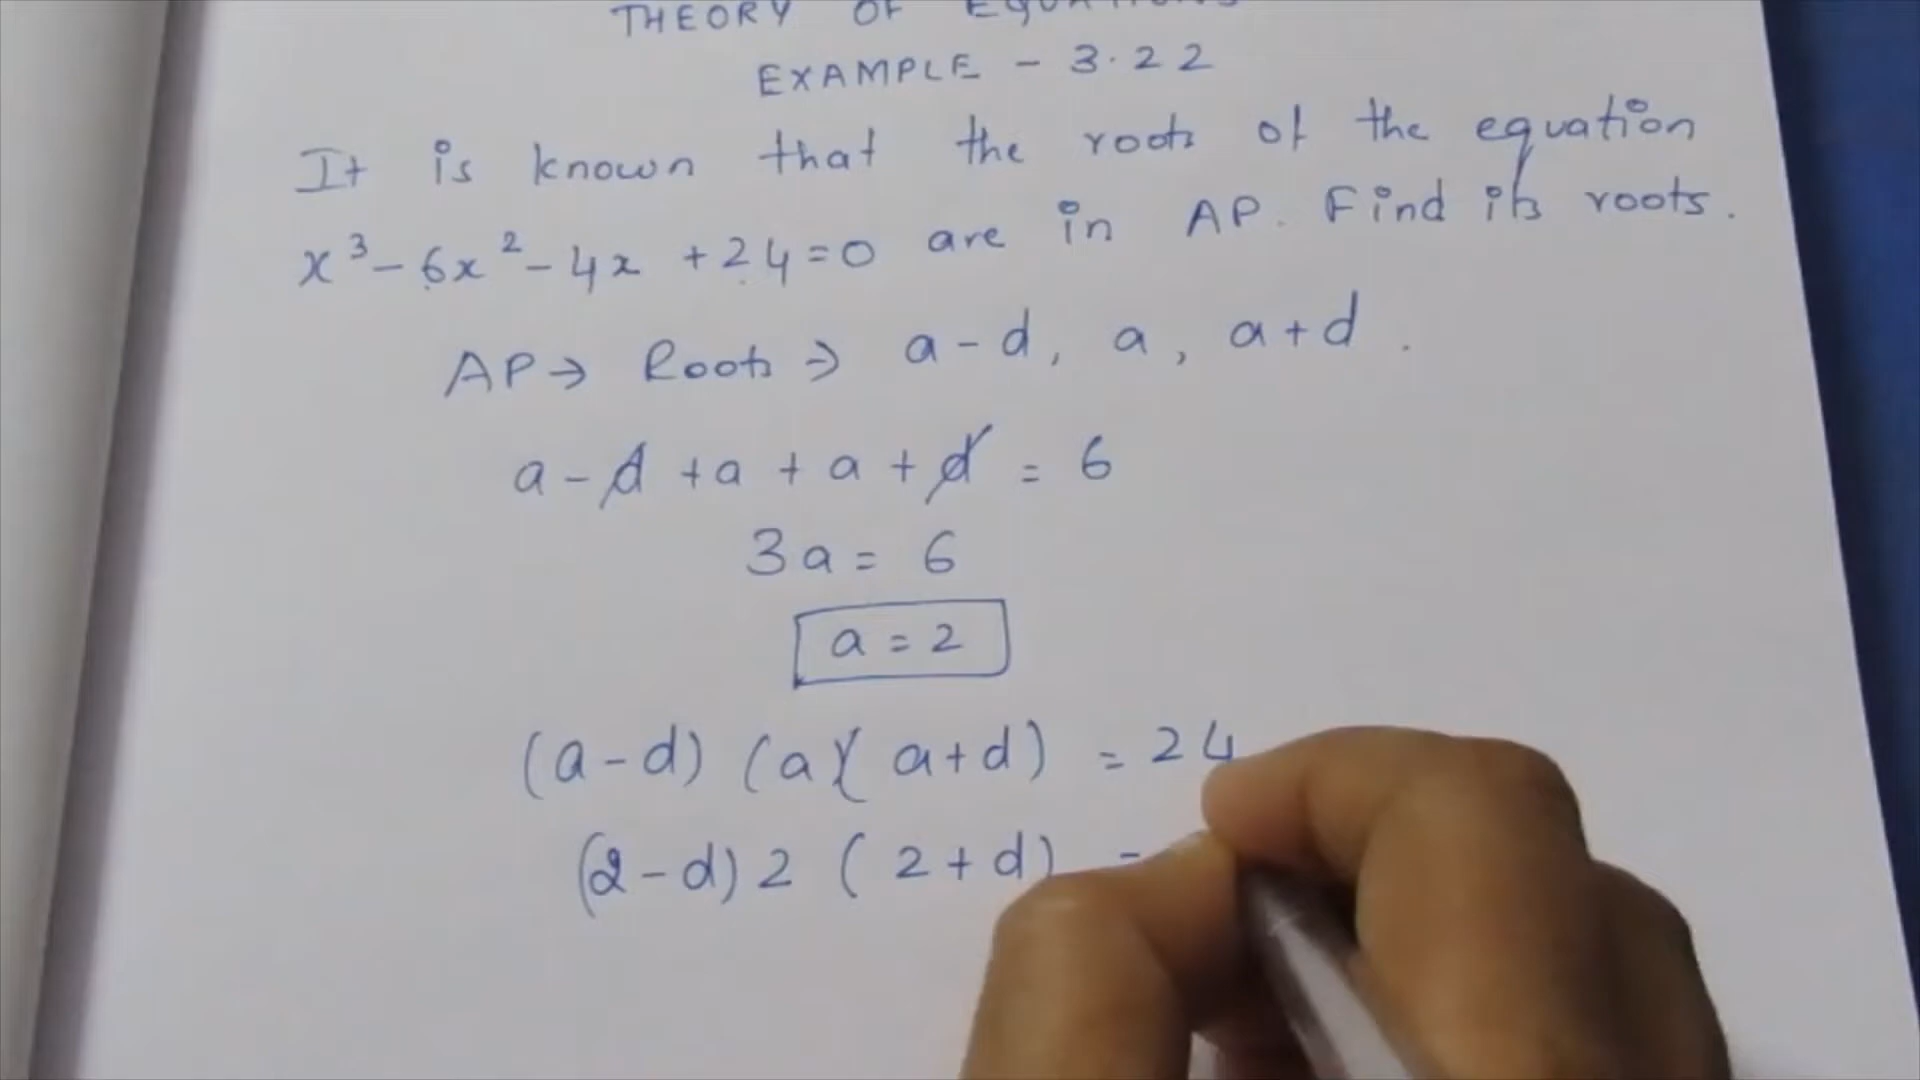 THEORY OF EQUATIONS
EXAMPLE - 3.22
It is known that the roots of the equation
x³ - 6x² - 4x + 24 = 0 are in AP. Find its roots.
AP → Roots ⇒ a - d, a, a + d.
a - d + a + a + d = 6
3a = 6
a = 2
(a - d) (a)( a + d) = 24
(2 - d) 2 ( 2 + d) =